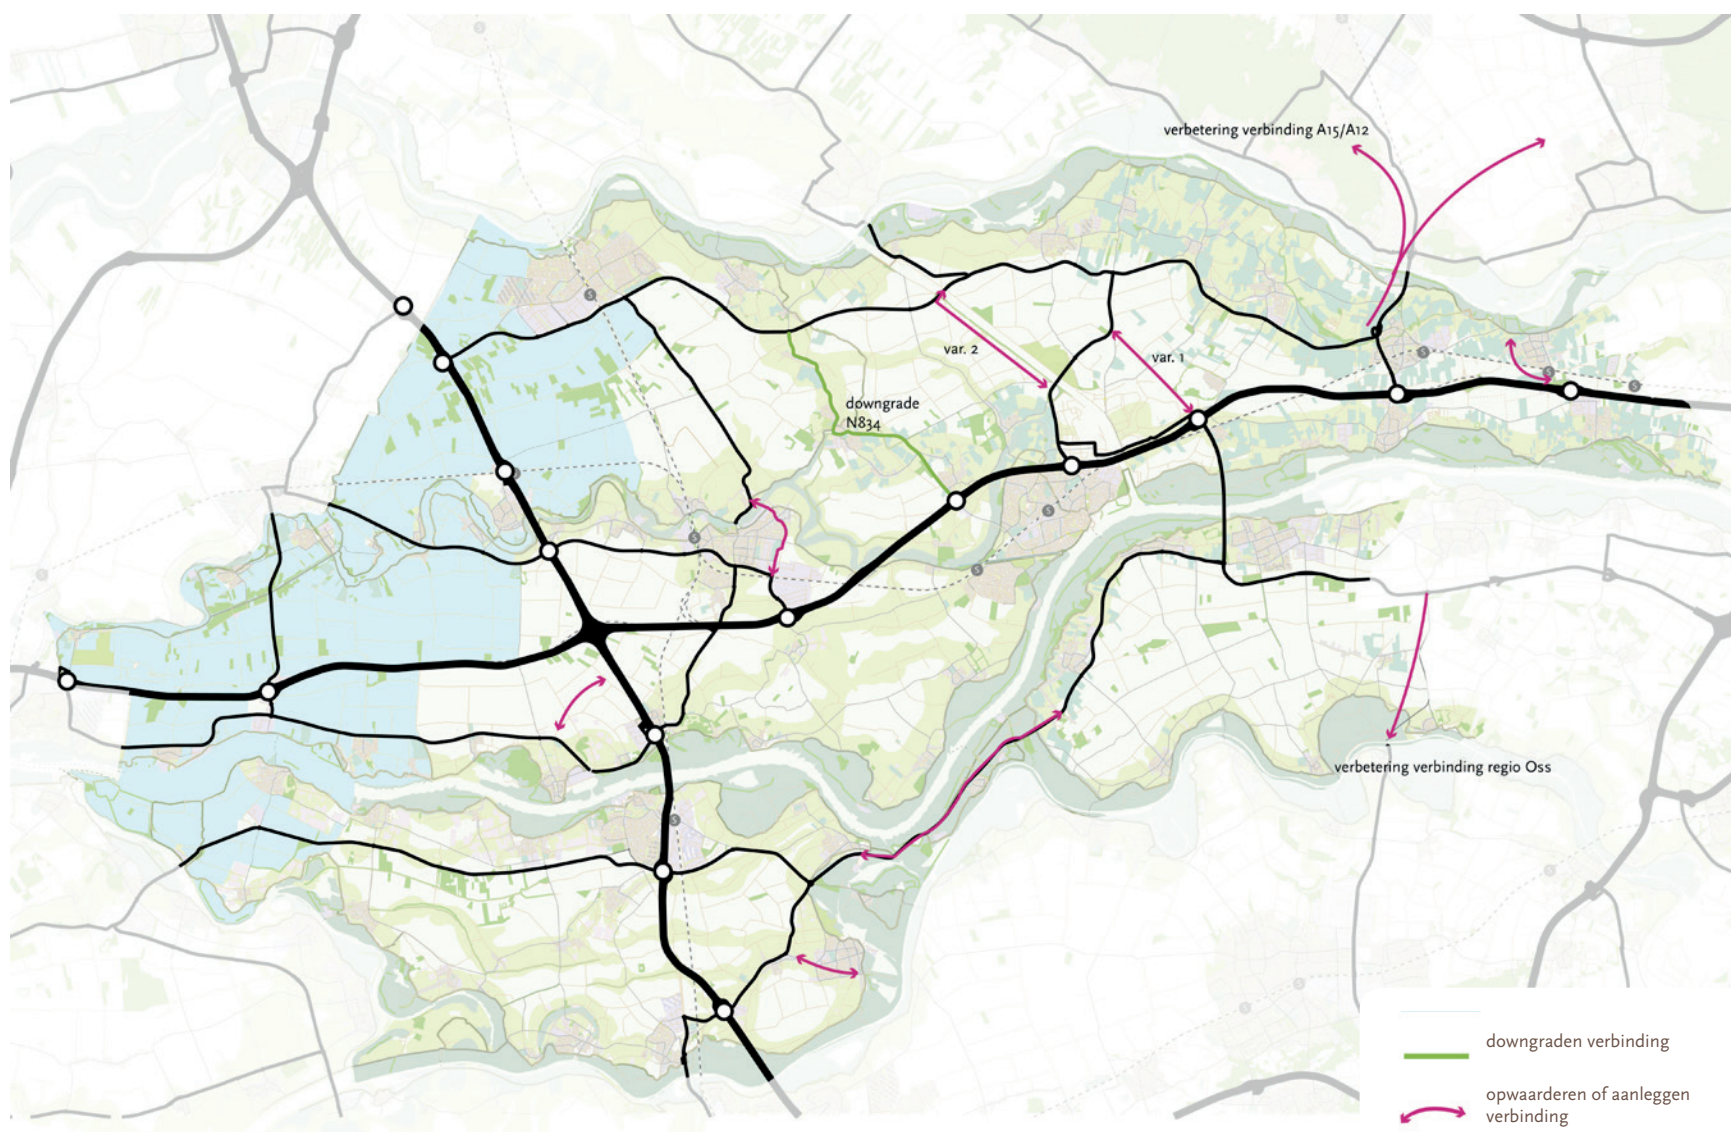 verbetering verbinding A15/A12
var. 2
var. 1
downgrade
N834
verbetering verbinding regio Oss
downgraden verbinding
opwaarderen of aanleggen
verbinding